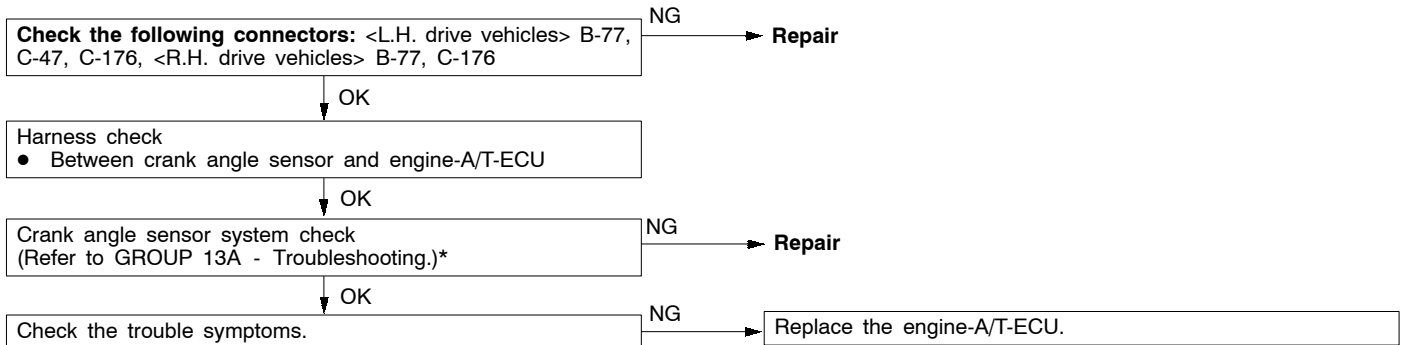 NG
Check the following connectors: <L.H. drive vehicles> B-77,
C-47, C-176, <R.H. drive vehicles> B-77, C-176
Repair
OK
Harness check
● Between crank angle sensor and engine-A/T-ECU
OK
Crank angle sensor system check
(Refer to GROUP 13A - Troubleshooting.)*
NG
Repair
OK
Check the trouble symptoms.
NG
Replace the engine-A/T-ECU.